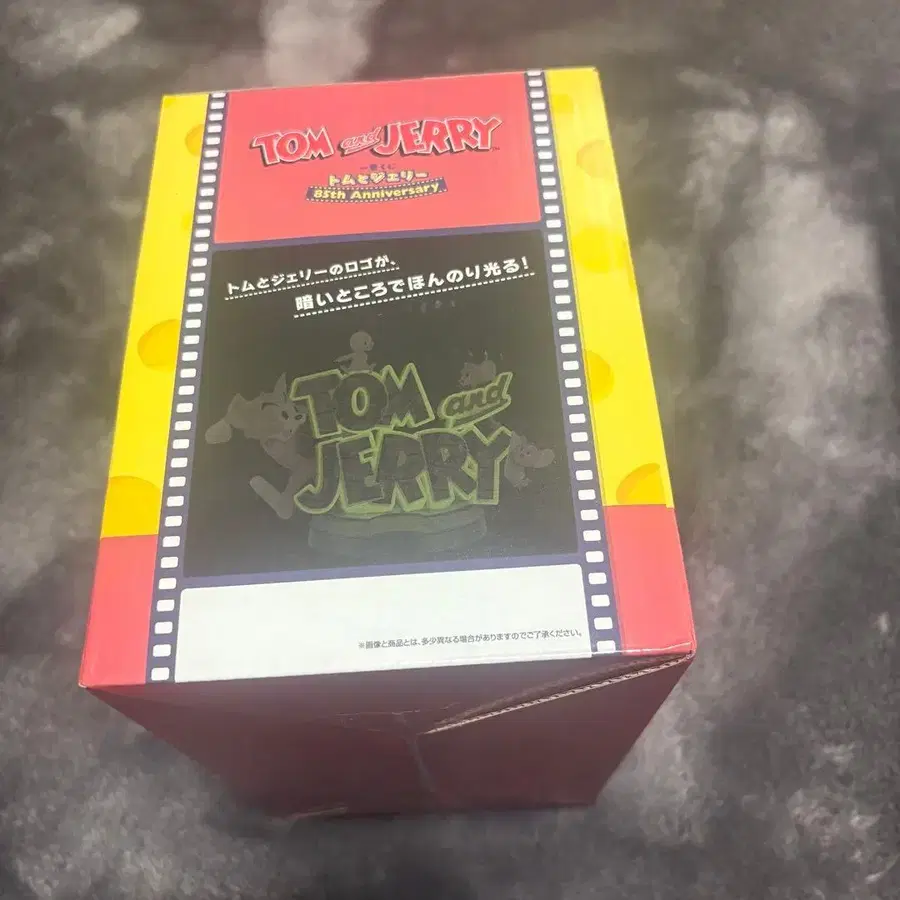 TOM and JERRY
一番くじ
トムとジェリー
85th Anniversary
トムとジェリーのロゴが、
暗いところでほんのり光る！
TOM and
JERRY
※画像と商品とは、多少異なる場合がありますのでご了承ください。